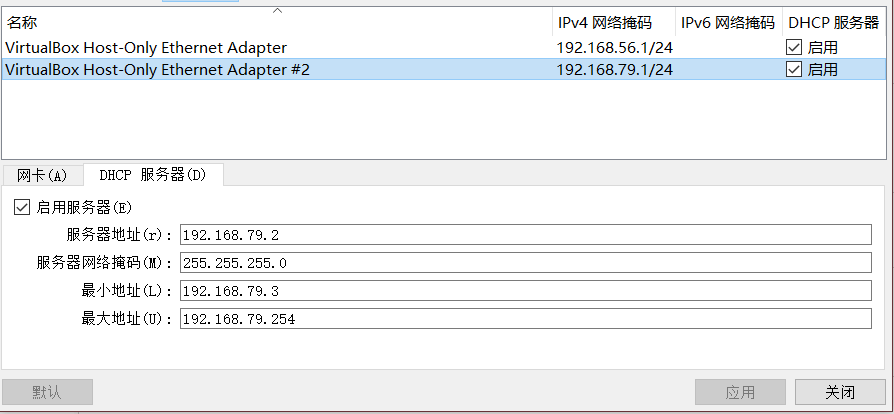 名称 IPv4 网络掩码 IPv6 网络掩码 DHCP 服务器
VirtualBox Host-Only Ethernet Adapter 192.168.56.1/24 启用
VirtualBox Host-Only Ethernet Adapter #2 192.168.79.1/24 启用
网卡(A) DHCP 服务器(D)
启用服务器(E)
服务器地址(r): 192.168.79.2
服务器网络掩码(M): 255.255.255.0
最小地址(L): 192.168.79.3
最大地址(U): 192.168.79.254
默认 应用 关闭